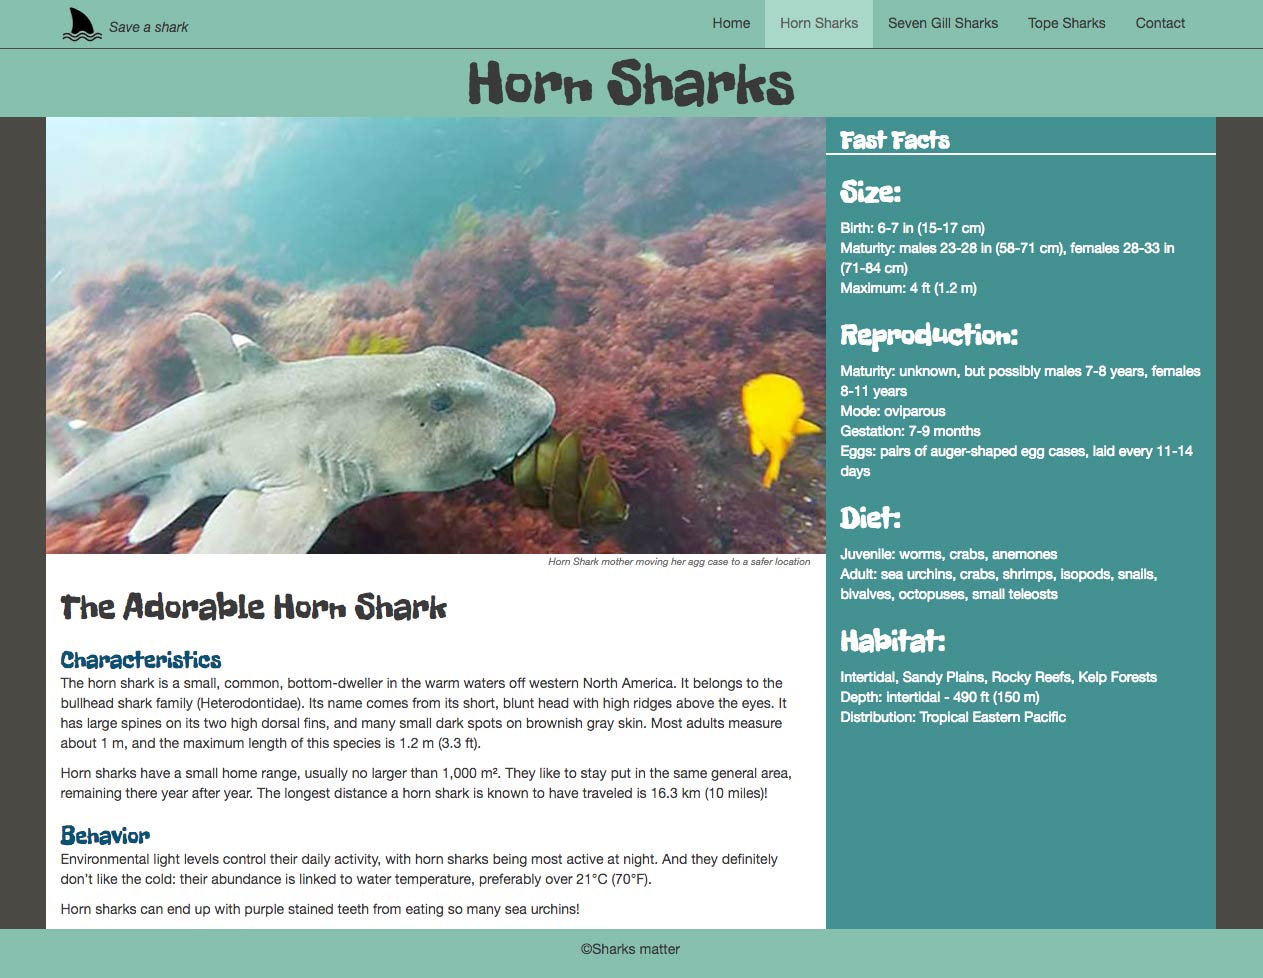 Save a shark
Home
Horn Sharks
Seven Gill Sharks
Tope Sharks
Contact
Horn Sharks
Horn Shark mother moving her agg case to a safer location
The Adorable Horn Shark
Characteristics
The horn shark is a small, common, bottom-dweller in the warm waters off western North America. It belongs to the
bullhead shark family (Heterodontidae). Its name comes from its short, blunt head with high ridges above the eyes. It
has large spines on its two high dorsal fins, and many small dark spots on brownish gray skin. Most adults measure
about 1 m, and the maximum length of this species is 1.2 m (3.3 ft).
Horn sharks have a small home range, usually no larger than 1,000 m². They like to stay put in the same general area,
remaining there year after year. The longest distance a horn shark is known to have traveled is 16.3 km (10 miles)!
Behavior
Environmental light levels control their daily activity, with horn sharks being most active at night. And they definitely
don't like the cold: their abundance is linked to water temperature, preferably over 21°C (70°F).
Horn sharks can end up with purple stained teeth from eating so many sea urchins!
Fast Facts
Size:
Birth: 6-7 in (15-17 cm)
Maturity: males 23-28 in (58-71 cm), females 28-33 in
(71-84 cm)
Maximum: 4 ft (1.2 m)
Reproduction:
Maturity: unknown, but possibly males 7-8 years, females
8-11 years
Mode: oviparous
Gestation: 7-9 months
Eggs: pairs of auger-shaped egg cases, laid every 11-14
days
Diet:
Juvenile: worms, crabs, anemones
Adult: sea urchins, crabs, shrimps, isopods, snails,
bivalves, octopuses, small teleosts
Habitat:
Intertidal, Sandy Plains, Rocky Reefs, Kelp Forests
Depth: intertidal - 490 ft (150 m)
Distribution: Tropical Eastern Pacific
©Sharks matter